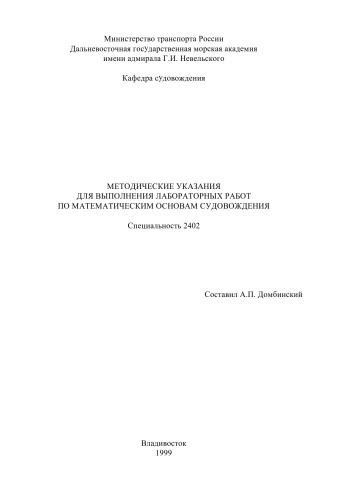 Министерство транспорта России
Дальневосточная государственная морская академия
имени адмирала Г.И. Невельского
Кафедра судовождения
МЕТОДИЧЕСКИЕ УКАЗАНИЯ
ДЛЯ ВЫПОЛНЕНИЯ ЛАБОРАТОРНЫХ РАБОТ
ПО МАТЕМАТИЧЕСКИМ ОСНОВАМ СУДОВОЖДЕНИЯ
Специальность 2402
Составил А.П. Домбинский
Владивосток
1999